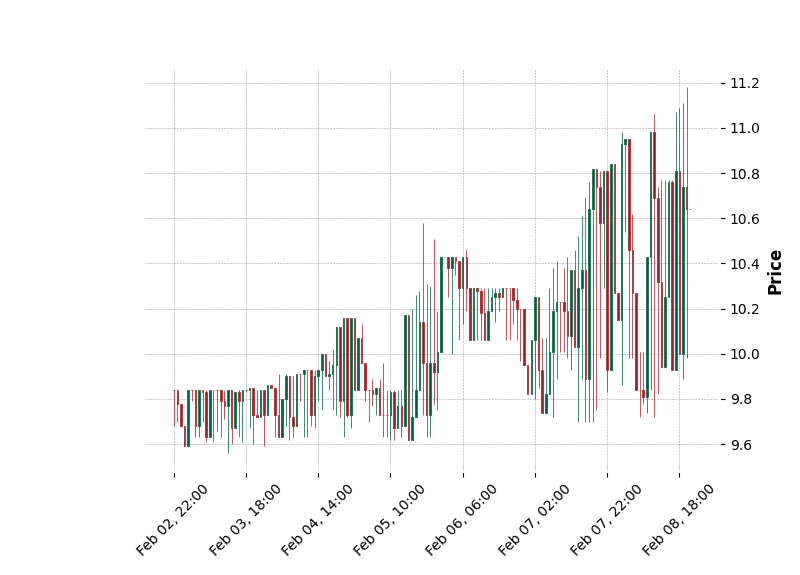 11.2
11.0
10.8
10.6
10.4
10.2
10.0
9.8
9.6
Price
Feb 02, 22:00
Feb 03, 18:00
Feb 04, 14:00
Feb 05, 10:00
Feb 06, 06:00
Feb 07, 02:00
Feb 07, 22:00
Feb 08, 18:00